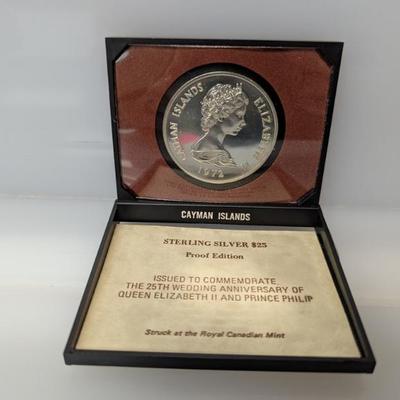 CAYMAN ISLANDS ELIZABETH II
1972
CAYMAN ISLANDS
STERLING SILVER $25
Proof Edition
ISSUED TO COMMEMORATE
THE 25TH WEDDING ANNIVERSARY OF
QUEEN ELIZABETH II AND PRINCE PHILIP
Struck at the Royal Canadian Mint